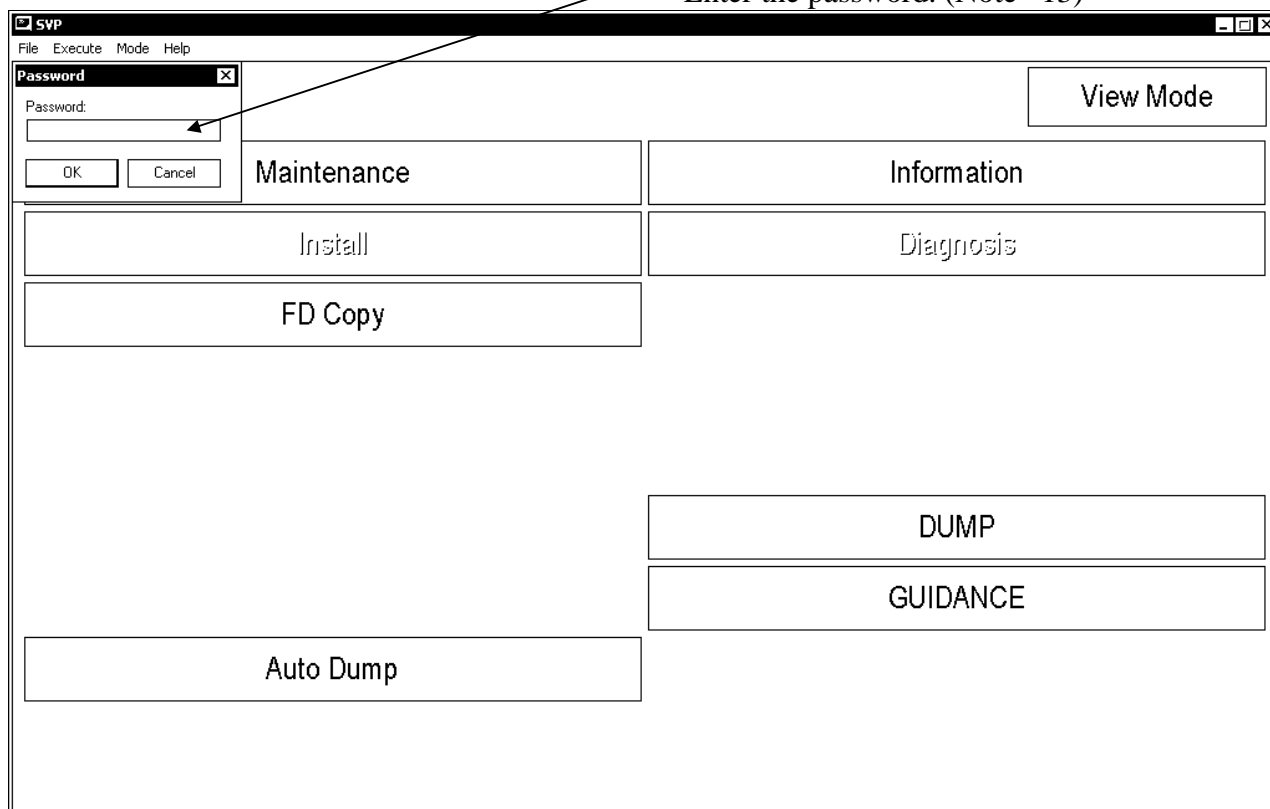 Enter the password. (Note *13)
SVP
File Execute Mode Help
Password
Password:
OK Cancel
View Mode
Maintenance Information
Install Diagnosis
FD Copy
DUMP
GUIDANCE
Auto Dump